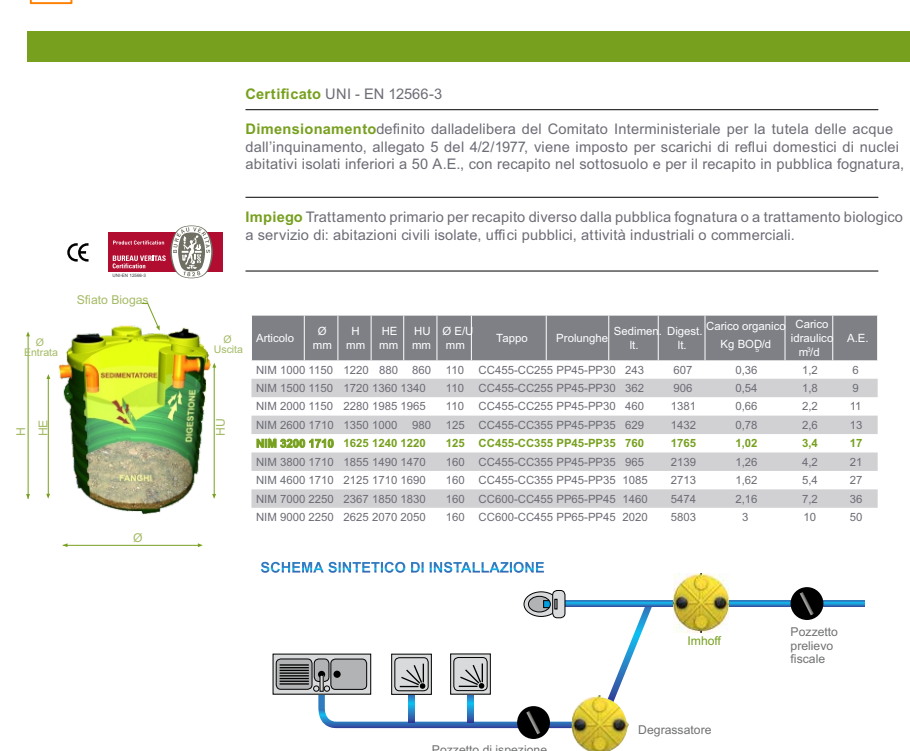 Certificato UNI - EN 12566-3
Dimensionamentodefinito dalladelibera del Comitato Interministeriale per la tutela delle acque
dall'inquinamento, allegato 5 del 4/2/1977, viene imposto per scarichi di reflui domestici di nuclei
abitativi isolati inferiori a 50 A.E., con recapito nel sottosuolo e per il recapito in pubblica fognatura,
Impiego Trattamento primario per recapito diverso dalla pubblica fognatura o a trattamento biologico
a servizio di: abitazioni civili isolate, uffici pubblici, attività industriali o commerciali.
CE
Product Certification
BUREAU VERITAS
Certification
UNI-EN 12566-3
BUREAU VERITAS
1828
Sfiato Biogas
Ø
Entrata
Ø
Uscita
SEDIMENTATORE
DIGESTIONE
FANGHI
H
HE
HU
Ø
Articolo Ø mm H mm HE mm HU mm Ø E/U mm Tappo Prolunghe Sedimen. lt. Digest. lt. Carico organico Kg BOD5/d Carico idraulico m³/d A.E.
NIM 1000 1150 1220 880 860 110 CC455-CC255 PP45-PP30 243 607 0,36 1,2 6
NIM 1500 1150 1720 1360 1340 110 CC455-CC255 PP45-PP30 362 906 0,54 1,8 9
NIM 2000 1150 2280 1985 1965 110 CC455-CC255 PP45-PP30 460 1381 0,66 2,2 11
NIM 2600 1710 1350 1000 980 125 CC455-CC355 PP45-PP35 629 1432 0,78 2,6 13
NIM 3200 1710 1625 1240 1220 125 CC455-CC355 PP45-PP35 760 1765 1,02 3,4 17
NIM 3800 1710 1855 1490 1470 160 CC455-CC355 PP45-PP35 965 2139 1,26 4,2 21
NIM 4600 1710 2125 1710 1690 160 CC455-CC355 PP45-PP35 1085 2713 1,62 5,4 27
NIM 7000 2250 2367 1850 1830 160 CC600-CC455 PP65-PP45 1460 5474 2,16 7,2 36
NIM 9000 2250 2625 2070 2050 160 CC600-CC455 PP65-PP45 2020 5803 3 10 50
SCHEMA SINTETICO DI INSTALLAZIONE
Imhoff
Pozzetto
prelievo
fiscale
Degrassatore
Pozzetto di ispezione